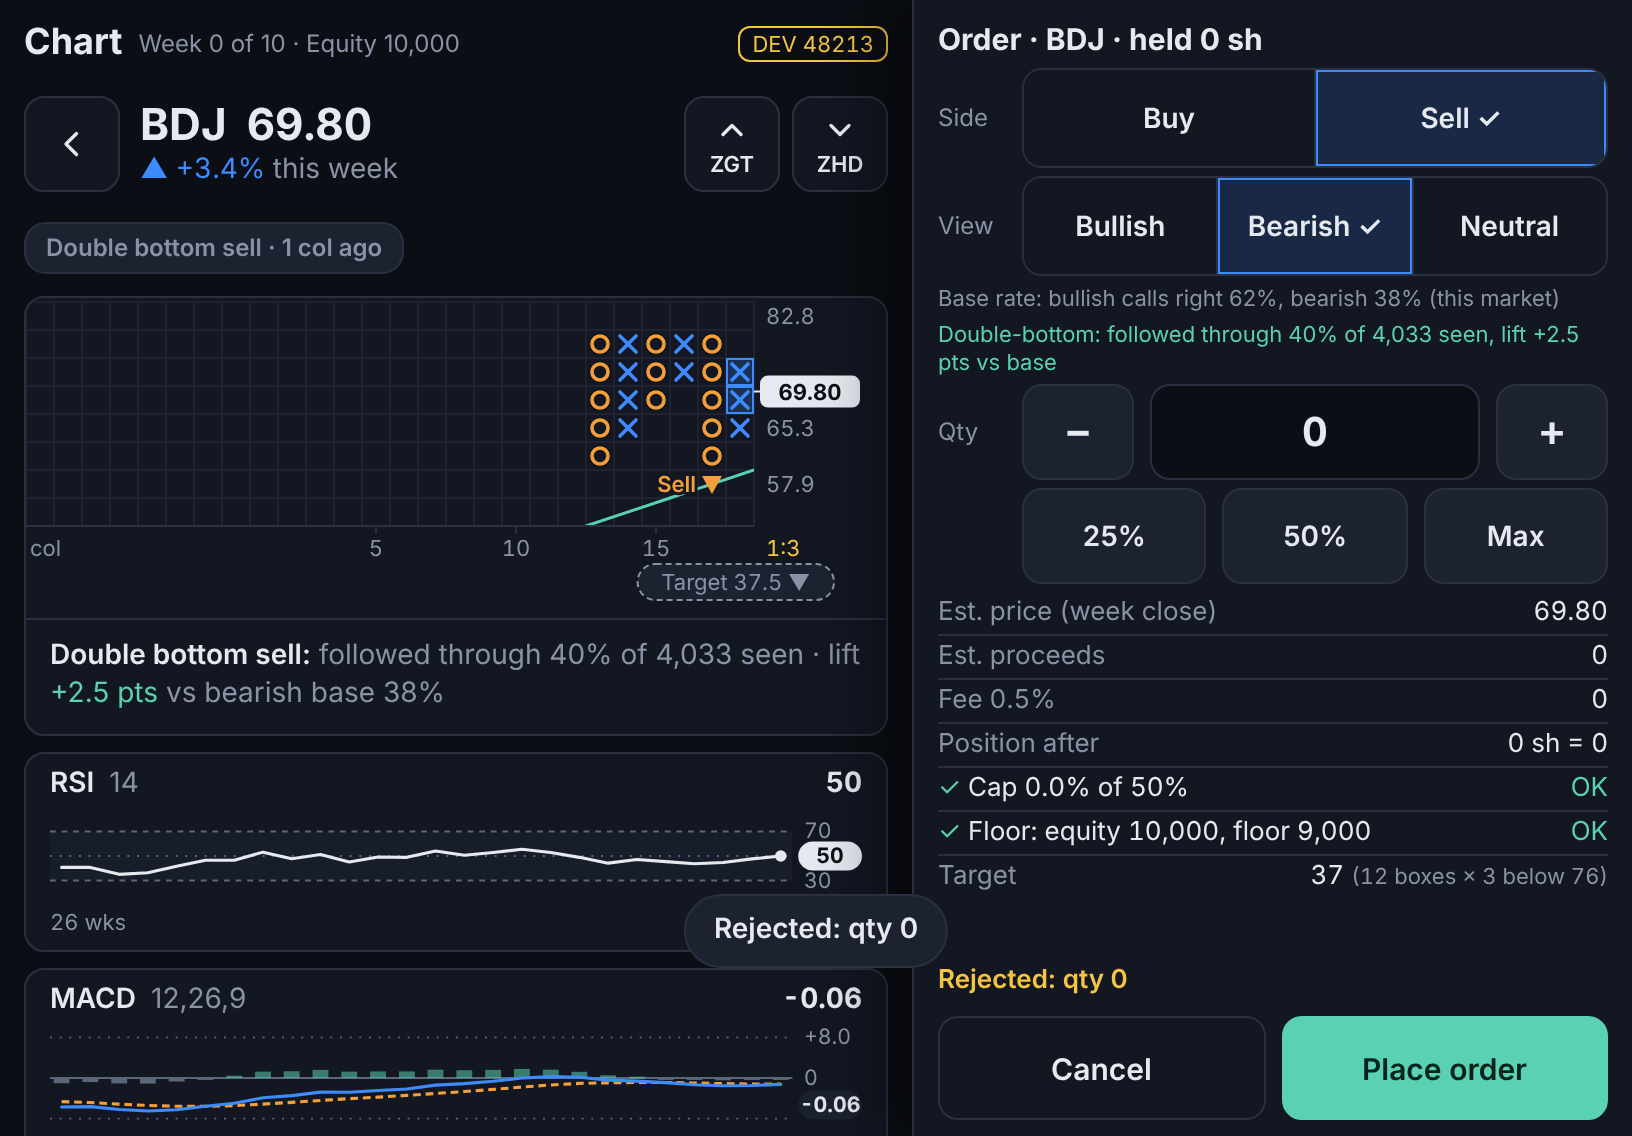 Chart Week 0 of 10 · Equity 10,000
DEV 48213
BDJ 69.80
▲ +3.4% this week
ZGT
ZHD
Double bottom sell · 1 col ago
82.8
69.80
65.3
57.9
Sell ▼
col 5 10 15 1:3
Target 37.5 ▼
Double bottom sell: followed through 40% of 4,033 seen · lift
+2.5 pts vs bearish base 38%
RSI 14 50
70
50
30
26 wks
Rejected: qty 0
MACD 12,26,9 -0.06
+8.0
0
-0.06
Order · BDJ · held 0 sh
Side Buy Sell ✓
View Bullish Bearish ✓ Neutral
Base rate: bullish calls right 62%, bearish 38% (this market)
Double-bottom: followed through 40% of 4,033 seen, lift +2.5
pts vs base
Qty − 0 +
25% 50% Max
Est. price (week close) 69.80
Est. proceeds 0
Fee 0.5% 0
Position after 0 sh = 0
✓ Cap 0.0% of 50% OK
✓ Floor: equity 10,000, floor 9,000 OK
Target 37 (12 boxes × 3 below 76)
Rejected: qty 0
Cancel Place order